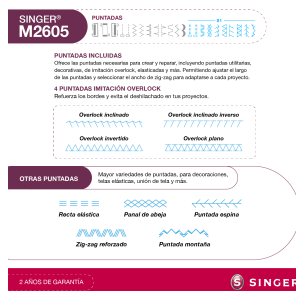 SINGER®
M2605
PUNTADAS
PUNTADAS INCLUIDAS
Ofrece las puntadas necesarias para crear y reparar, incluyendo puntadas utilitarias,
decorativas, de imitación overlock, elasticadas y más. Permitiendo ajustar el largo
de las puntadas y seleccionar el ancho de zig-zag para adaptarse a cada proyecto.
4 PUNTADAS IMITACIÓN OVERLOCK
Refuerza los bordes y evita el deshilachado en tus proyectos.
Overlock inclinado
Overlock inclinado inverso
Overlock invertido
Overlock plano
OTRAS PUNTADAS
Mayor variedades de puntadas, para decoraciones,
telas elásticas, unión de tela y más.
Recta elástica
Panal de abeja
Puntada espina
Zig-zag reforzado
Puntada montaña
2 AÑOS DE GARANTÍA
SINGER